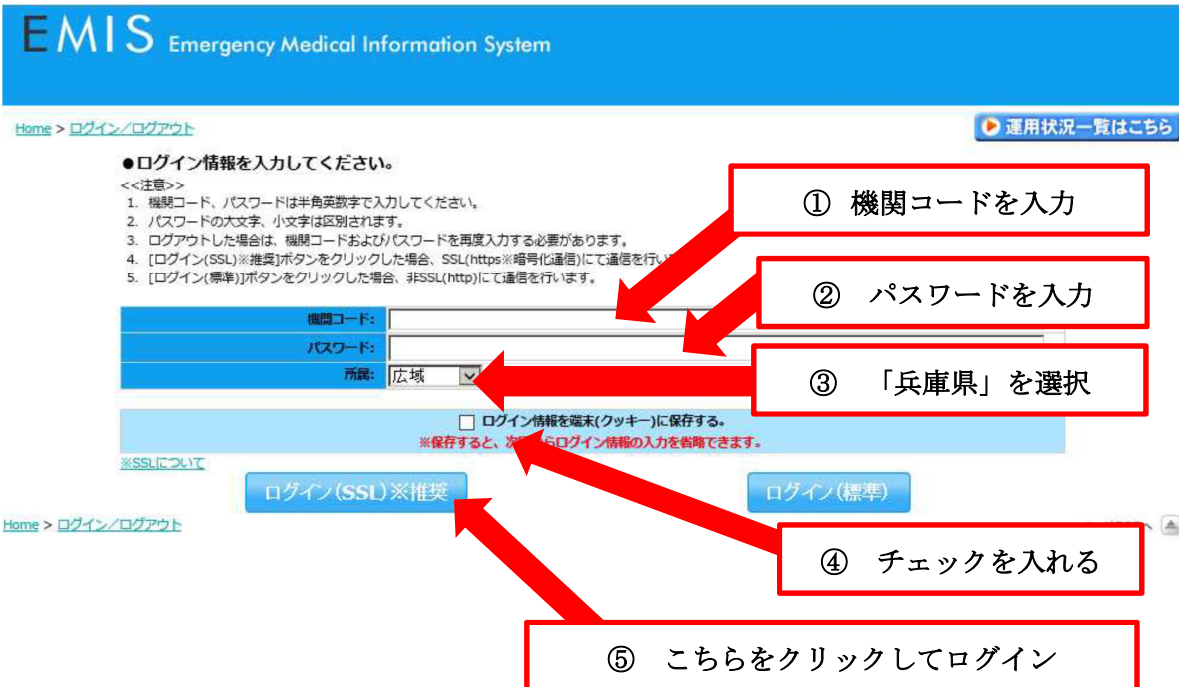 EMIS Emergency Medical Information System
Home > ログイン／ログアウト
運用状況一覧はこちら
●ログイン情報を入力してください。
<<注意>>
1. 機関コード、パスワードは半角英数字で入力してください。
2. パスワードの大文字、小文字は区別されます。
3. ログアウトした場合は、機関コードおよびパスワードを再度入力する必要があります。
4. [ログイン(SSL)※推奨]ボタンをクリックした場合、SSL(https※暗号化通信)にて通信を行い
5. [ログイン(標準)]ボタンをクリックした場合、非SSL(http)にて通信を行います。
① 機関コードを入力
② パスワードを入力
機関コード:
パスワード:
所属: 広域
③ 「兵庫県」を選択
ログイン情報を端末(クッキー)に保存する。
※保存すると、次 らログイン情報の入力を省略できます。
※SSLについて
ログイン(SSL)※推奨
ログイン(標準)
Home > ログイン／ログアウト
へ
④ チェックを入れる
⑤ こちらをクリックしてログイン